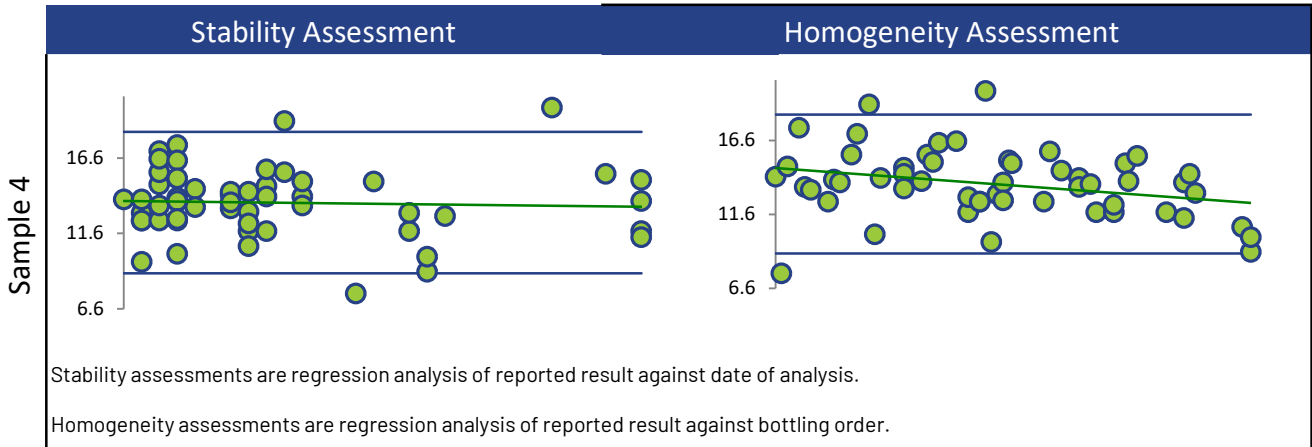 Stability Assessment
Homogeneity Assessment
Sample 4
16.6
11.6
6.6
16.6
11.6
6.6
Stability assessments are regression analysis of reported result against date of analysis.
Homogeneity assessments are regression analysis of reported result against bottling order.